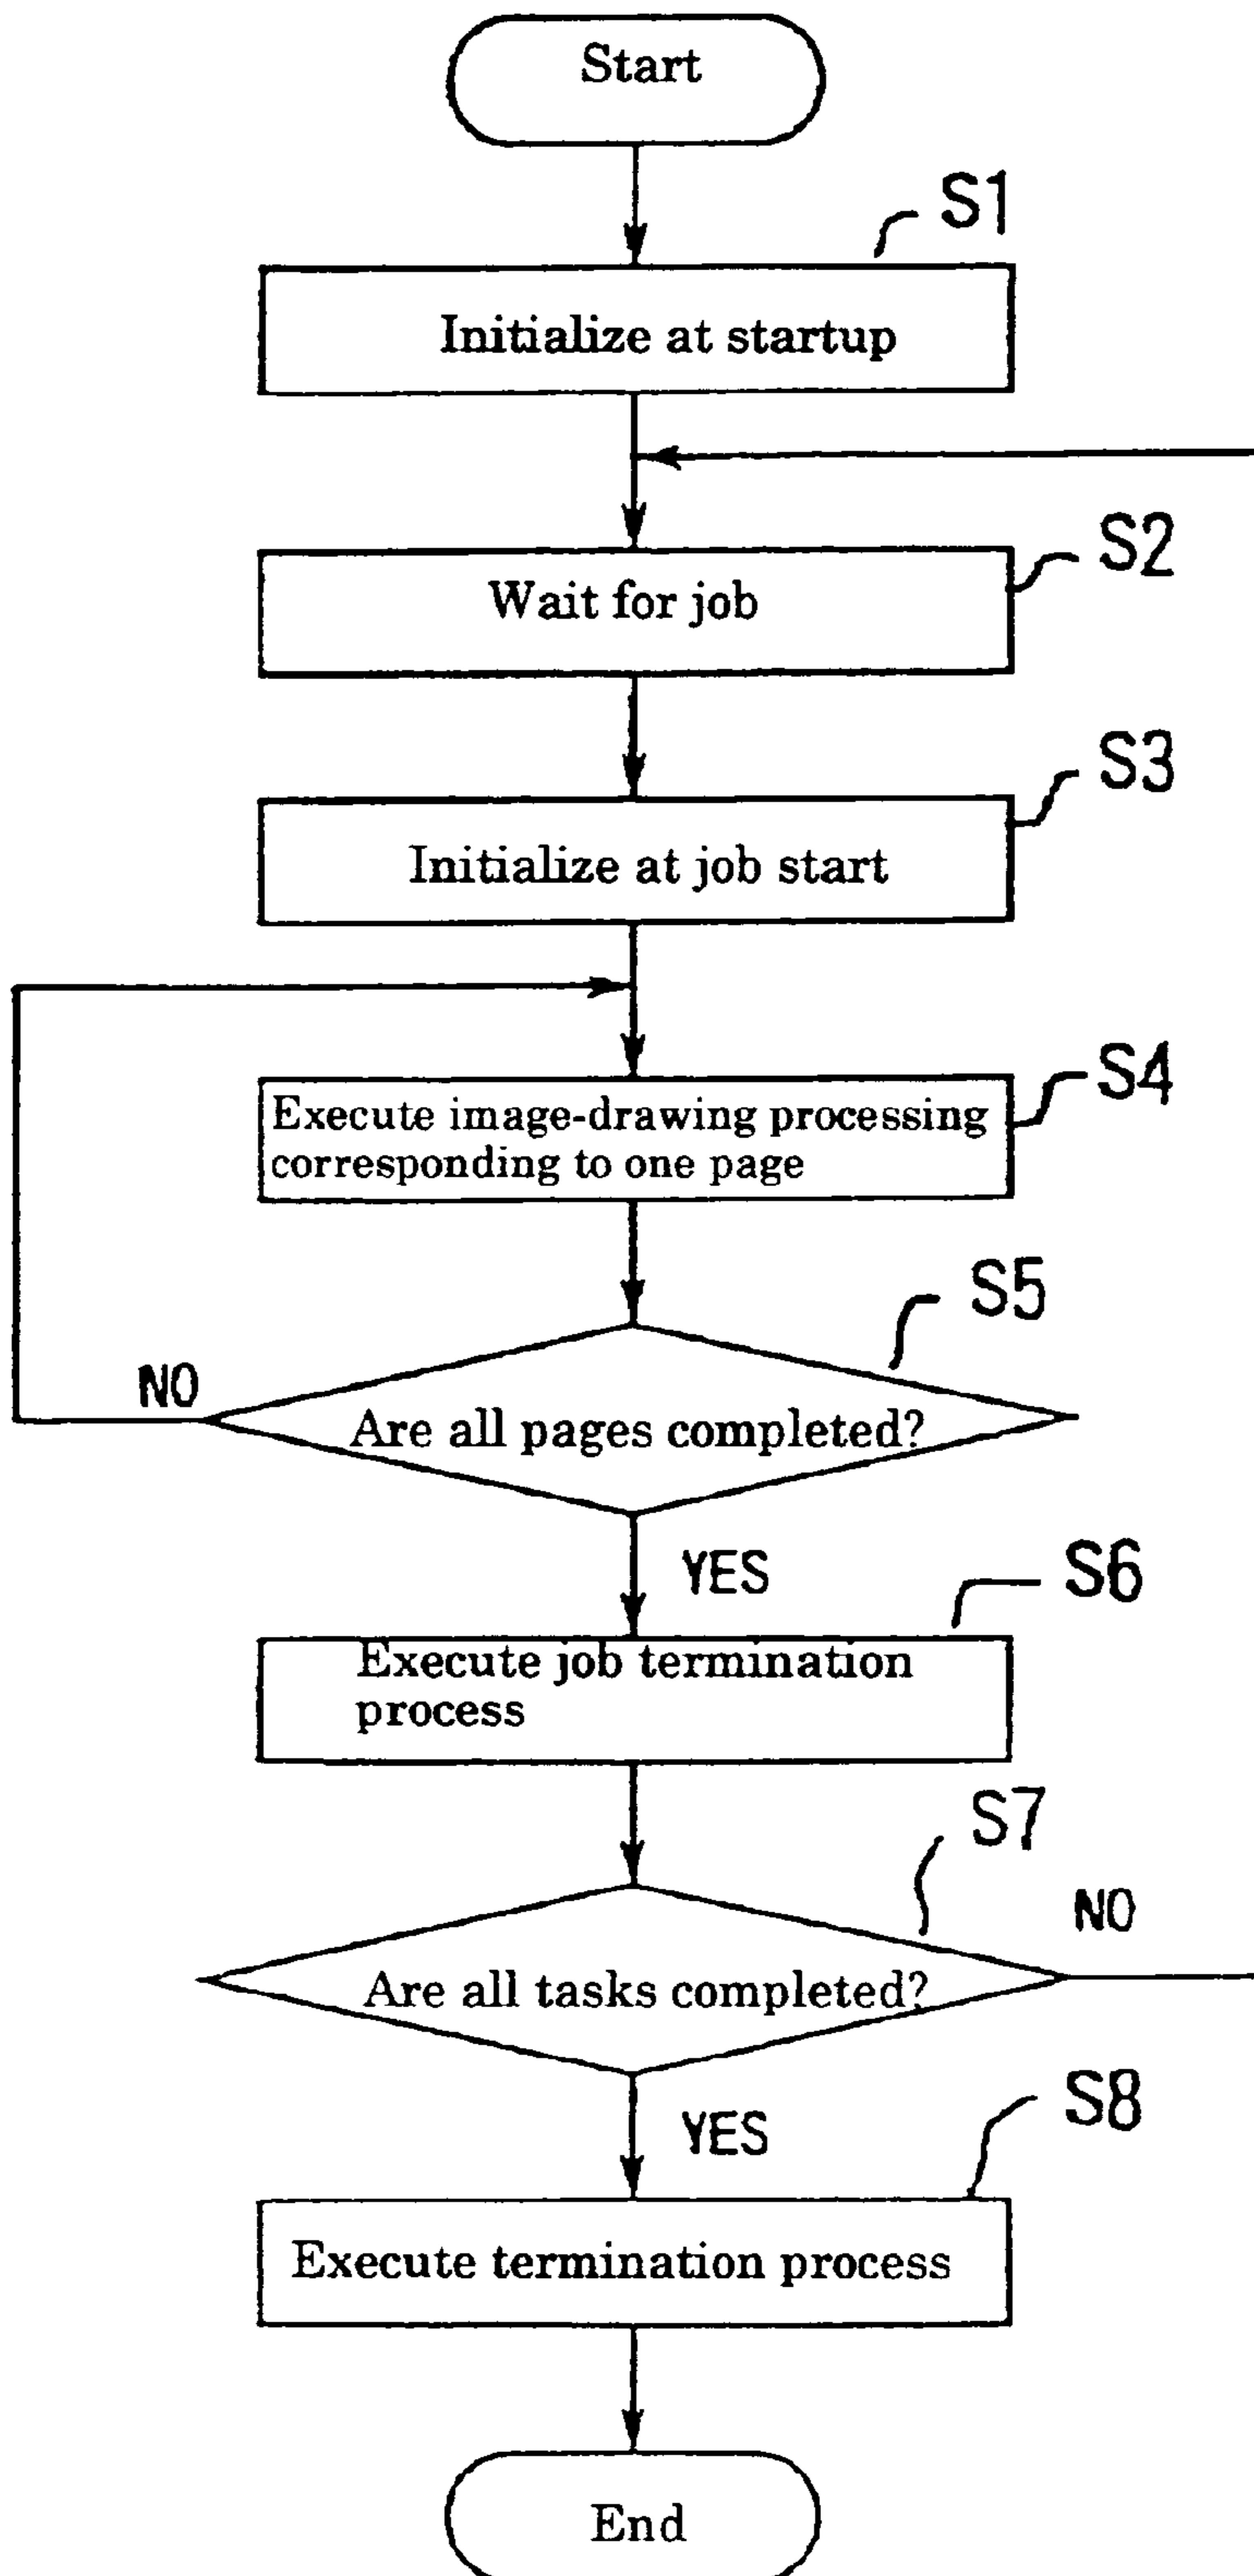 Start
S1
Initialize at startup
S2
Wait for job
S3
Initialize at job start
S4
Execute image-drawing processing
corresponding to one page
S5
NO
Are all pages completed?
YES
S6
Execute job termination
process
S7
NO
Are all tasks completed?
YES
S8
Execute termination process
End